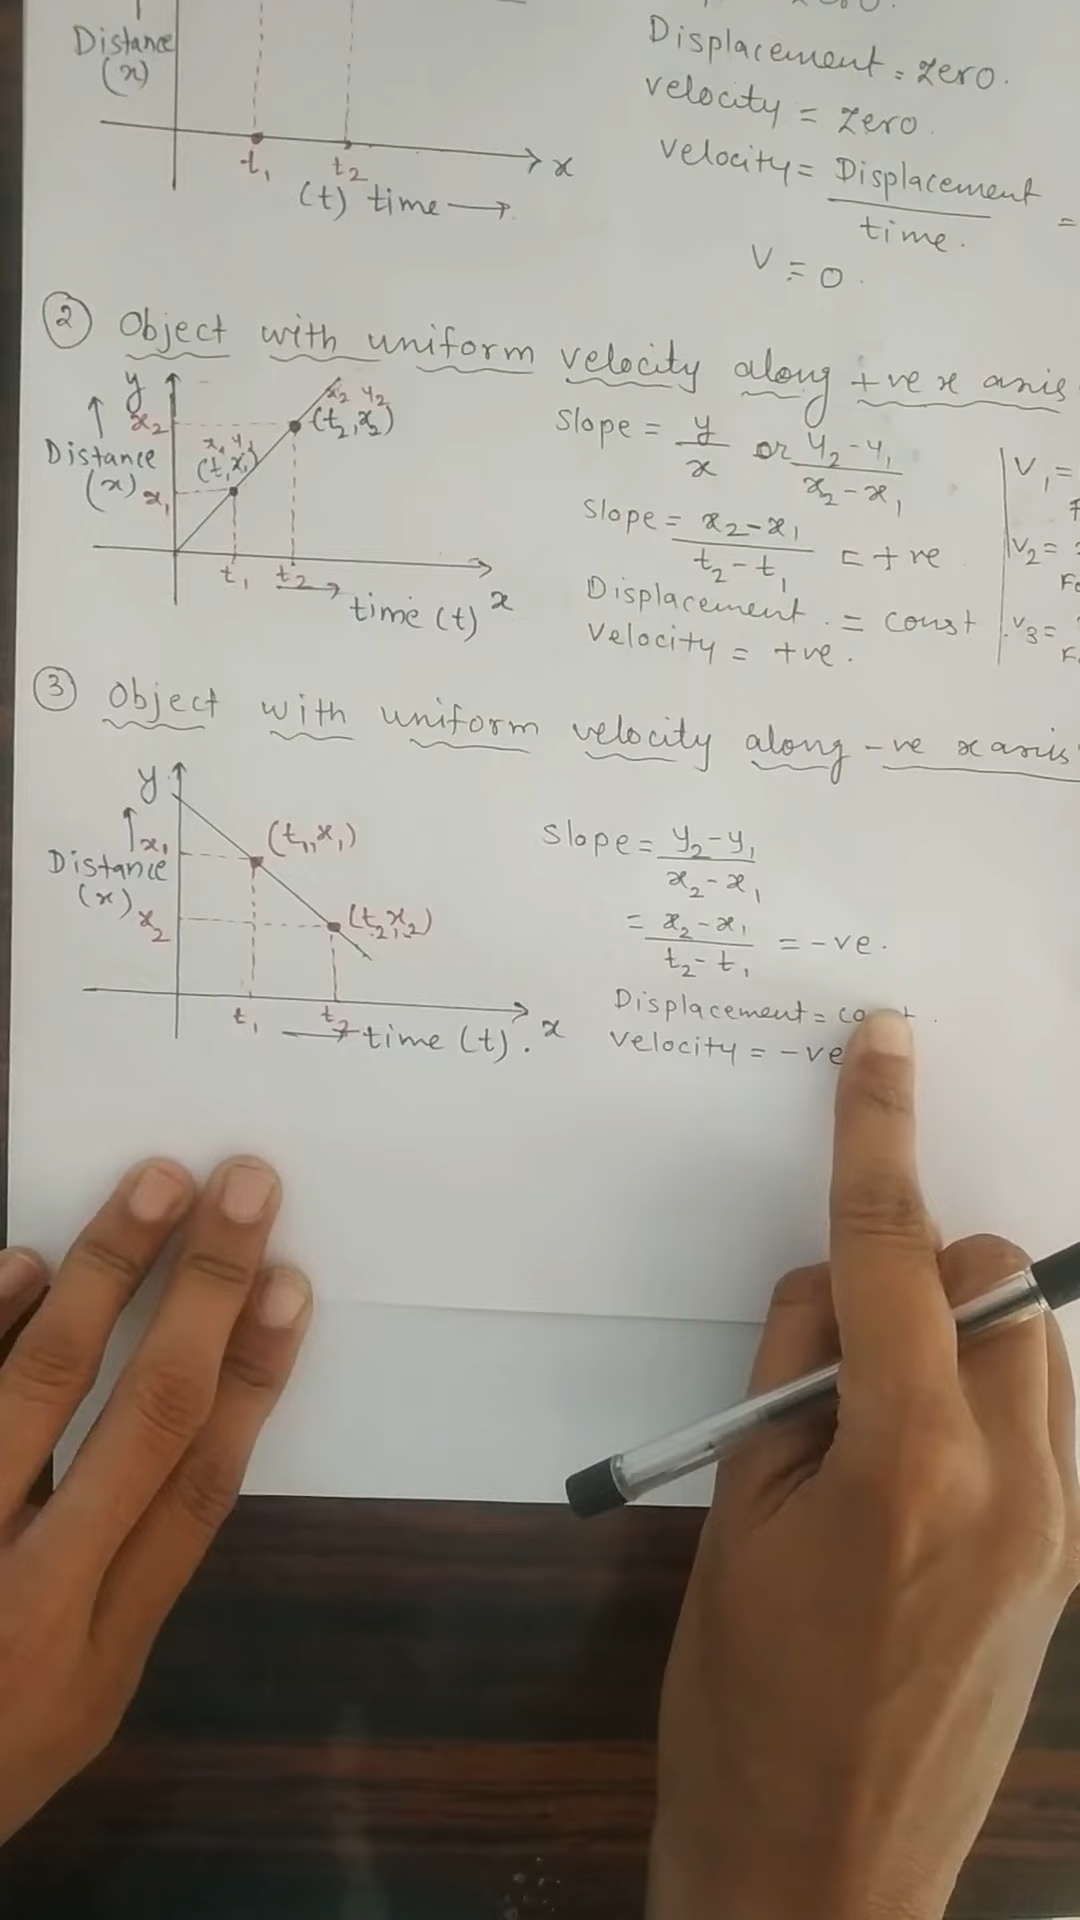 Displacement = zero.
Distance
(x)
velocity = zero.
t₁ t₂ x
(t) time →
velocity = Displacement =
time.
V = 0.
② Object with uniform velocity along +ve x axis
y
x₂
x₂ y₂
(t₂, x₂)
Distance
(x) x₁
x₁ y₁
(t₁, x₁)
t₁ t₂
time (t) x
Slope = y/x or y₂-y₁/x₂-x₁
Slope = x₂-x₁/t₂-t₁ = +ve
Displacement = const
Velocity = +ve.
V₁ =
V₂ =
V₃ =
③ Object with uniform velocity along -ve x axis
y
x₁
(t₁, x₁)
Distance
(x) x₂
(t₂, x₂)
t₁ t₂
time (t). x
Slope = y₂-y₁/x₂-x₁
= x₂-x₁/t₂-t₁ = -ve.
Displacement =
Velocity = -ve